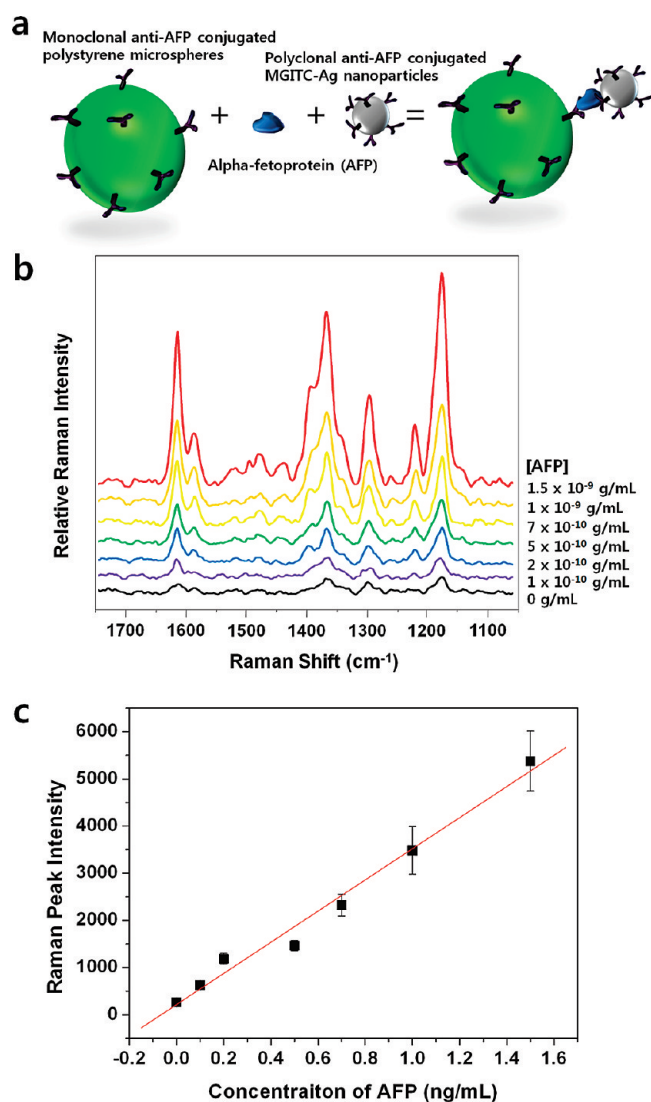 a
Monoclonal anti-AFP conjugated
polystyrene microspheres
Polyclonal anti-AFP conjugated
MGITC-Ag nanoparticles
+
+
=
Alpha-fetoprotein (AFP)
b
Relative Raman Intensity
[AFP]
1.5 x 10⁻⁹ g/mL
1 x 10⁻⁹ g/mL
7 x 10⁻¹⁰ g/mL
5 x 10⁻¹⁰ g/mL
2 x 10⁻¹⁰ g/mL
1 x 10⁻¹⁰ g/mL
0 g/mL
1700 1600 1500 1400 1300 1200 1100
Raman Shift (cm⁻¹)
c
Raman Peak Intensity
6000
5000
4000
3000
2000
1000
0
-0.2 0.0 0.2 0.4 0.6 0.8 1.0 1.2 1.4 1.6
Concentraiton of AFP (ng/mL)